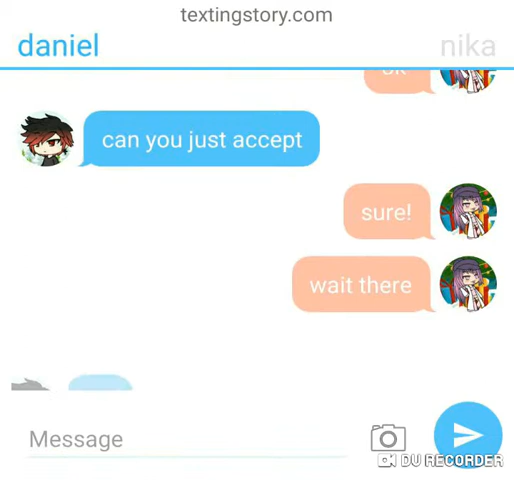 textingstory.com
daniel
nika
can you just accept
sure!
wait there
Message
DU RECORDER